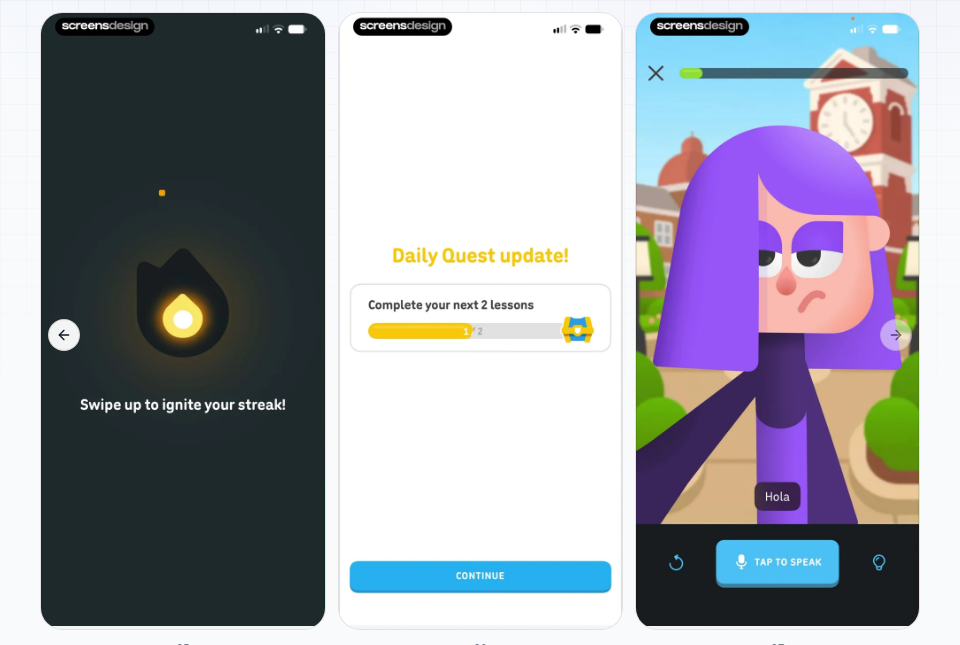 screensdesign
Swipe up to ignite your streak!
screensdesign
Daily Quest update!
Complete your next 2 lessons
1 / 2
CONTINUE
screensdesign
Hola
TAP TO SPEAK